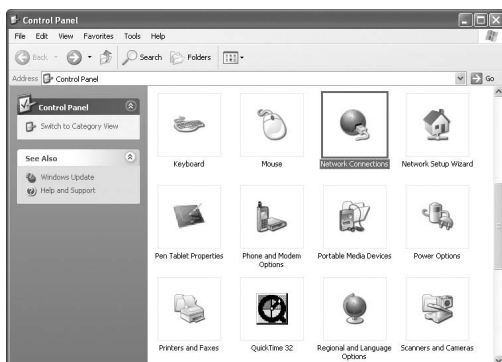 Control Panel
File Edit View Favorites Tools Help
Back Search Folders
Address Control Panel Go
Control Panel
Switch to Category View
See Also
Windows Update
Help and Support
Keyboard Mouse Network Connections Network Setup Wizard
Pen Tablet Properties Phone and Modem Options Portable Media Devices Power Options
Printers and Faxes QuickTime 32 Regional and Language Options Scanners and Cameras